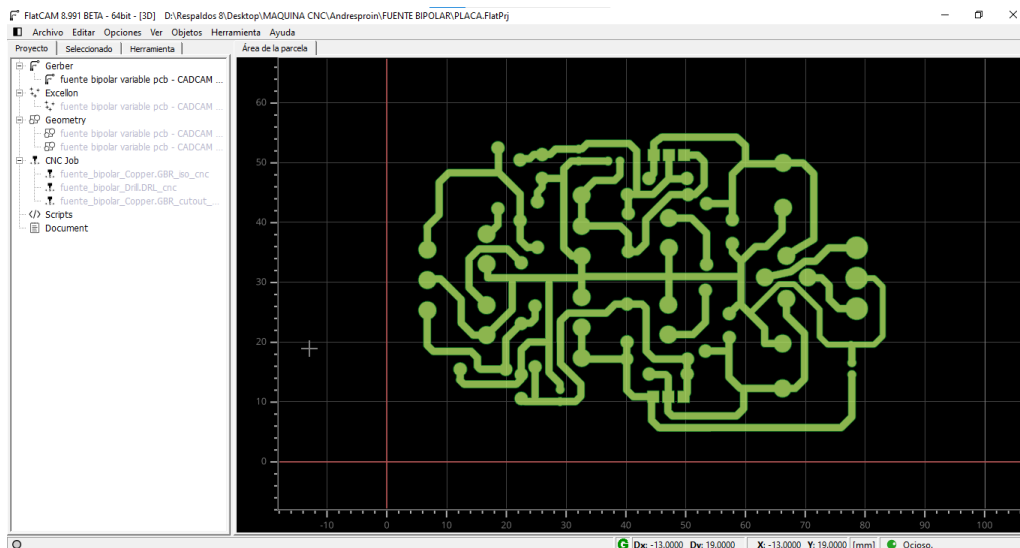 FlatCAM 8.991 BETA - 64bit - [3D] D:\Respaldos 8\Desktop\MAQUINA CNC\Andresproin\FUENTE BIPOLAR\PLACA.FlatPrj
Archivo Editar Opciones Ver Objetos Herramienta Ayuda
Proyecto Seleccionado Herramienta Área de la parcela
Gerber
fuente bipolar variable pcb - CADCAM ...
Excellon
fuente bipolar variable pcb - CADCAM ...
Geometry
fuente bipolar variable pcb - CADCAM ...
fuente bipolar variable pcb - CADCAM ...
CNC Job
fuente_bipolar_Copper.GBR_iso_cnc
fuente_bipolar_Drill.DRL_cnc
fuente_bipolar_Copper.GBR_cutout_...
Scripts
Document
60
50
40
30
20
10
0
-10 0 10 20 30 40 50 60 70 80 90 100
G Dx: -13.0000 Dy: 19.0000 X: -13.0000 Y: 19.0000 [mm] Ocioso.